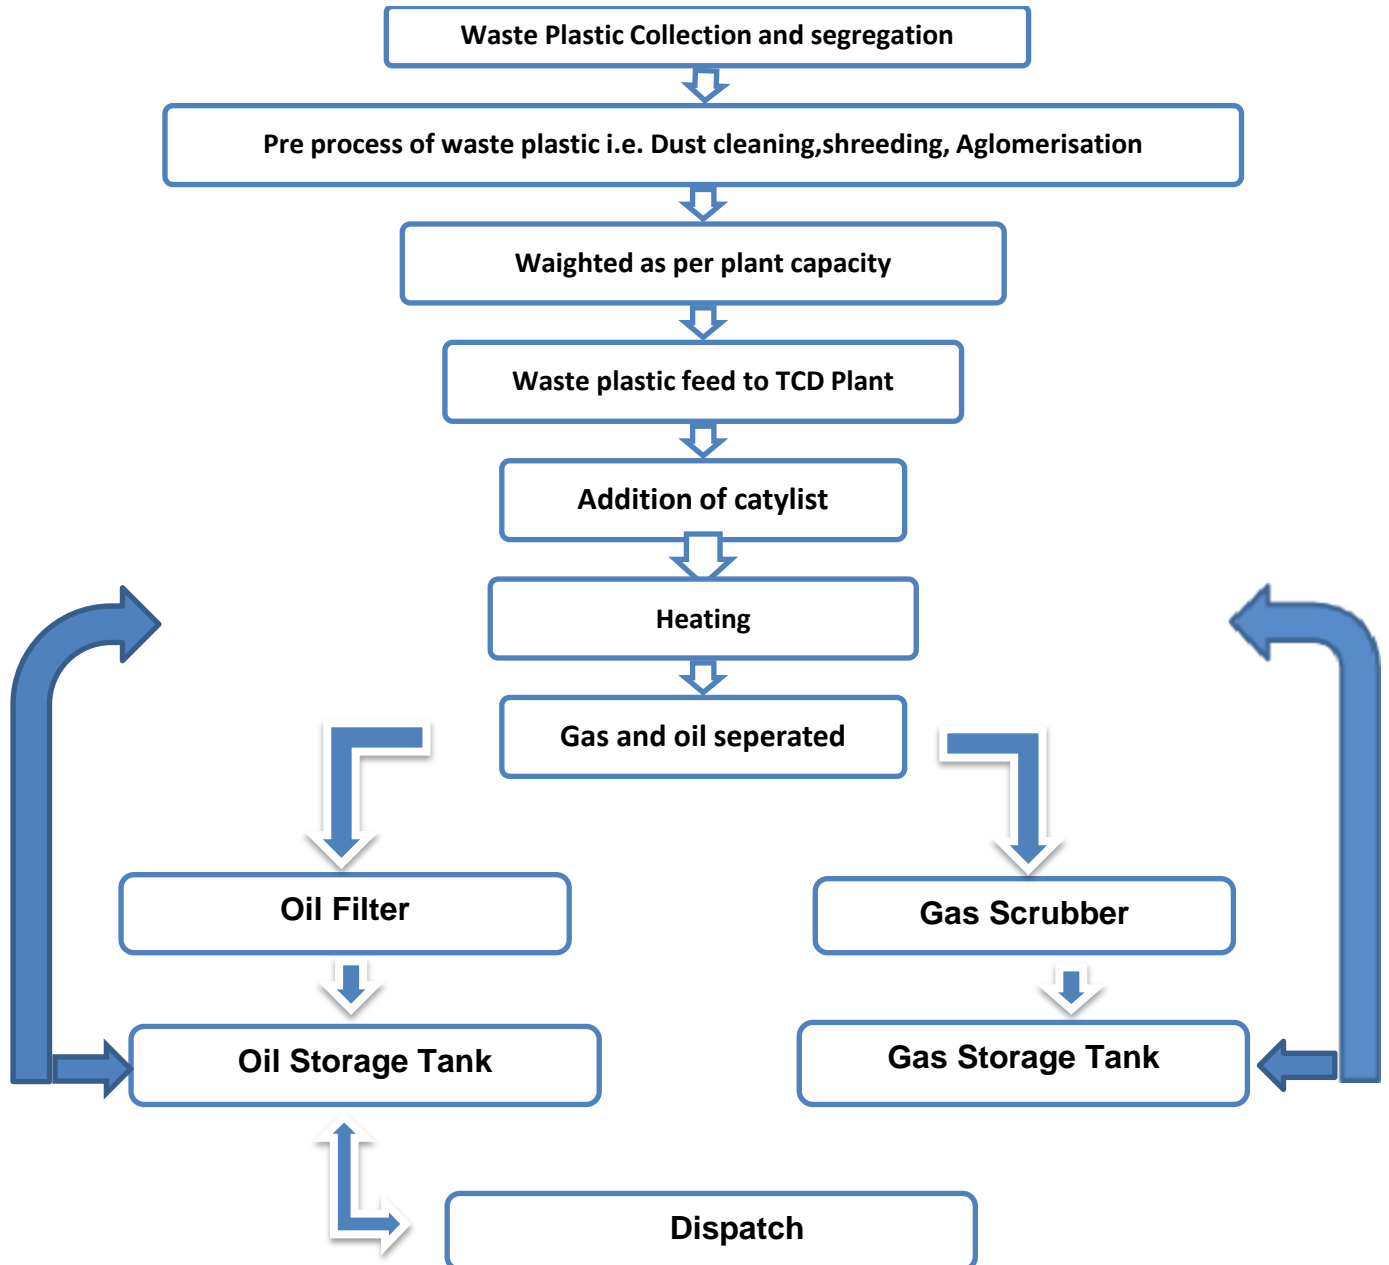 Waste Plastic Collection and segregation
Pre process of waste plastic i.e. Dust cleaning,shreeding, Aglomerisation
Waighted as per plant capacity
Waste plastic feed to TCD Plant
Addition of catylist
Heating
Gas and oil seperated
Oil Filter
Gas Scrubber
Oil Storage Tank
Gas Storage Tank
Dispatch